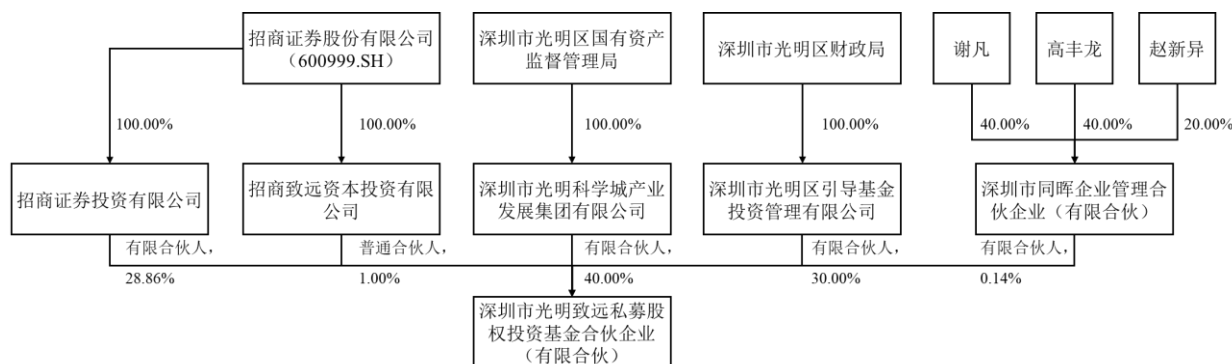 招商证券股份有限公司
（600999.SH）
深圳市光明区国有资产
监督管理局
深圳市光明区财政局
谢凡
高丰龙
赵新异
100.00%
100.00%
100.00%
100.00%
40.00%
40.00%
20.00%
招商证券投资有限公司
招商致远资本投资有限
公司
深圳市光明科学城产业
发展集团有限公司
深圳市光明区引导基金
投资管理有限公司
深圳市同晖企业管理合
伙企业（有限合伙）
有限合伙人，
28.86%
普通合伙人，
1.00%
有限合伙人，
40.00%
有限合伙人，
30.00%
有限合伙人，
0.14%
深圳市光明致远私募股
权投资基金合伙企业
（有限合伙）